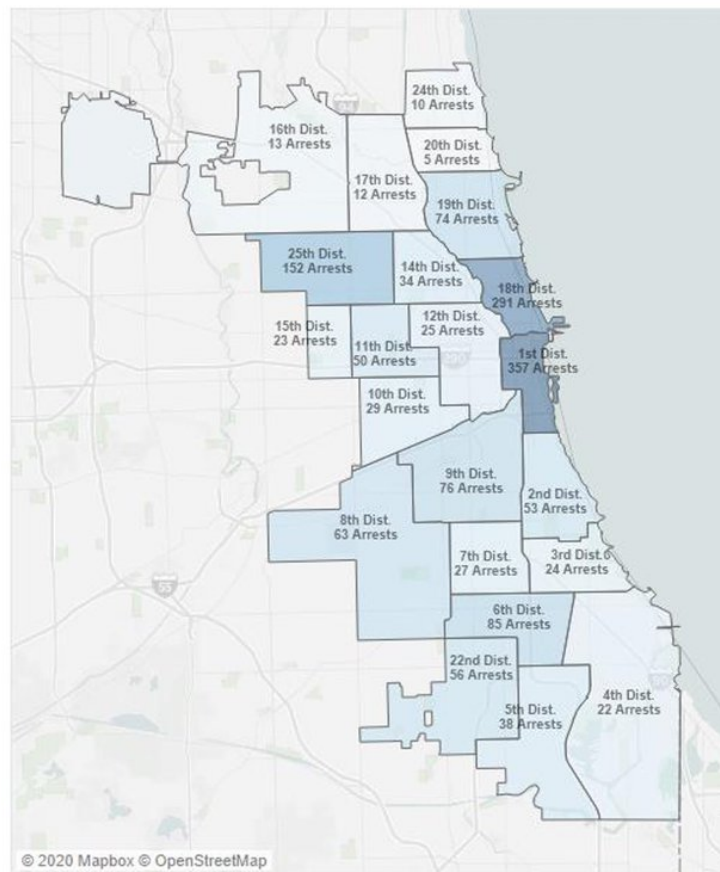 24th Dist.
10 Arrests
16th Dist.
13 Arrests
20th Dist.
5 Arrests
17th Dist.
12 Arrests
19th Dist.
74 Arrests
25th Dist.
152 Arrests
14th Dist.
34 Arrests
18th Dist.
291 Arrests
15th Dist.
23 Arrests
11th Dist.
50 Arrests
12th Dist.
25 Arrests
1st Dist.
357 Arrests
10th Dist.
29 Arrests
9th Dist.
76 Arrests
2nd Dist.
53 Arrests
8th Dist.
63 Arrests
7th Dist.
27 Arrests
3rd Dist.
24 Arrests
55
6th Dist.
85 Arrests
22nd Dist.
56 Arrests
5th Dist.
38 Arrests
4th Dist.
22 Arrests
© 2020 Mapbox © OpenStreetMap